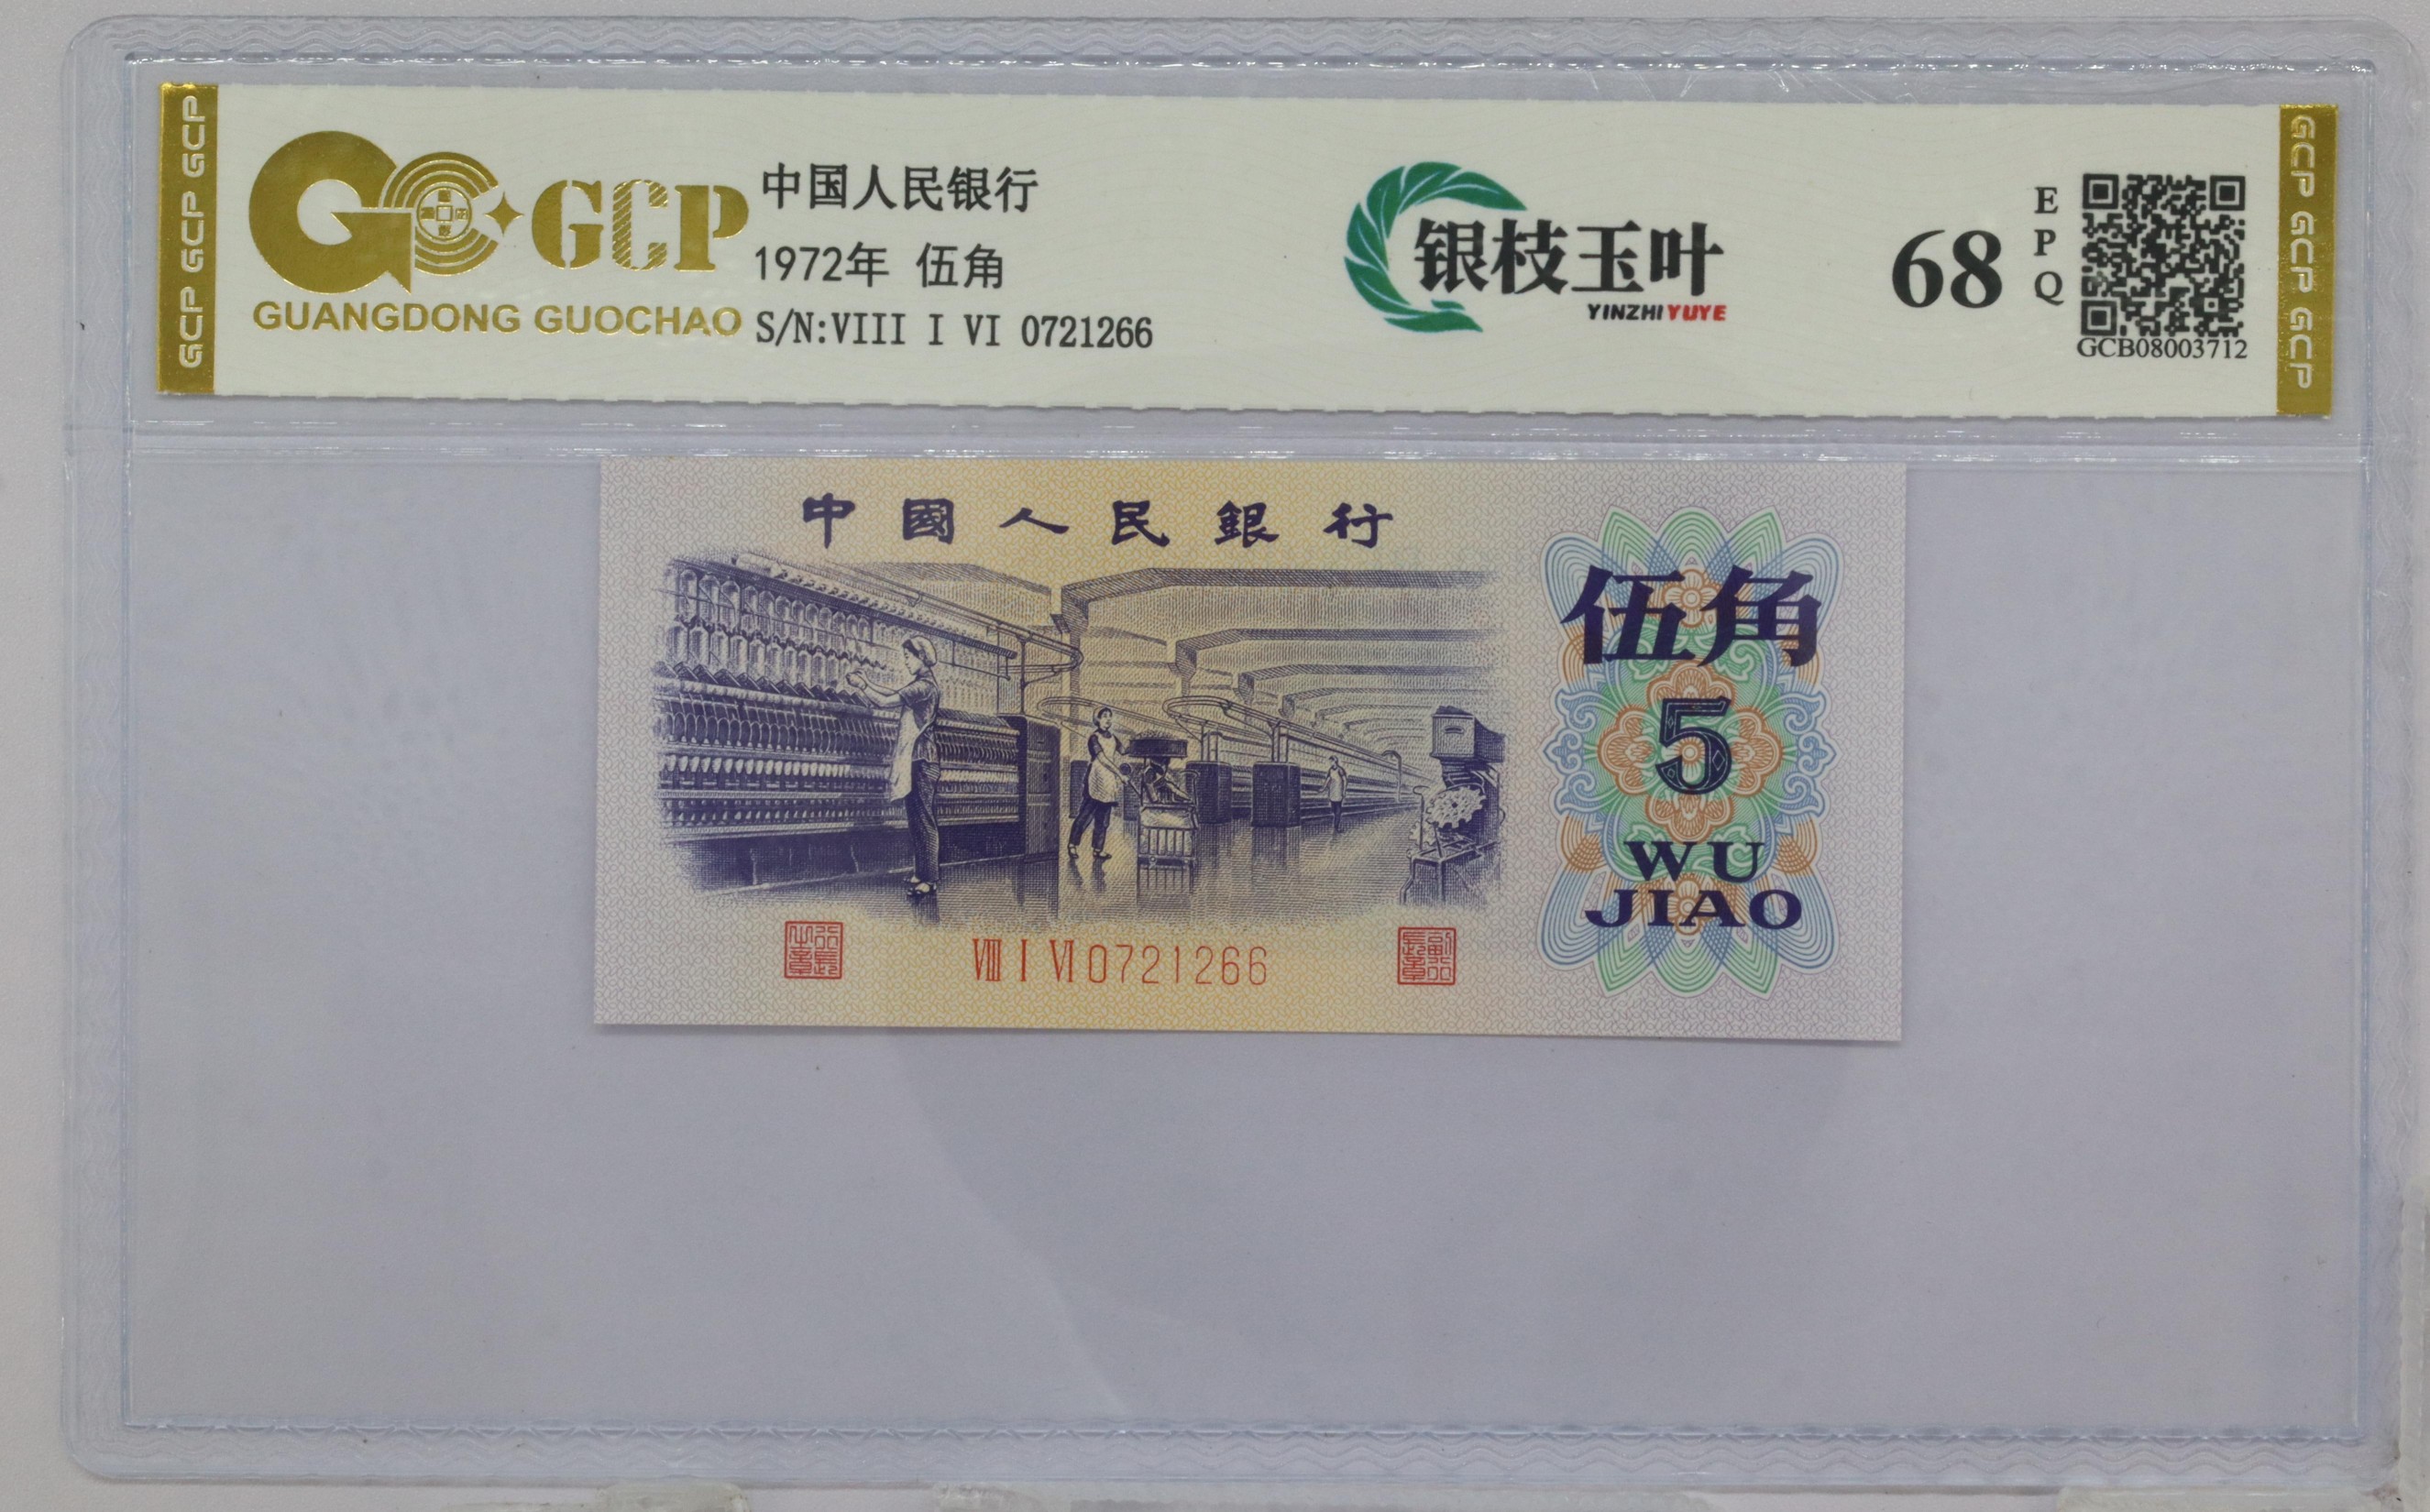 GCP GCP GCP
GCP
GUANGDONG GUOCHAO
中国人民银行
1972年 伍角
S/N:VIII I VI 0721266
银枝玉叶
YINZHIYUYE
68
EPQ
GCB08003712
GCP GCP GCP
中國人民銀行
伍角
5
WU
JIAO
VIII I VI 0721266